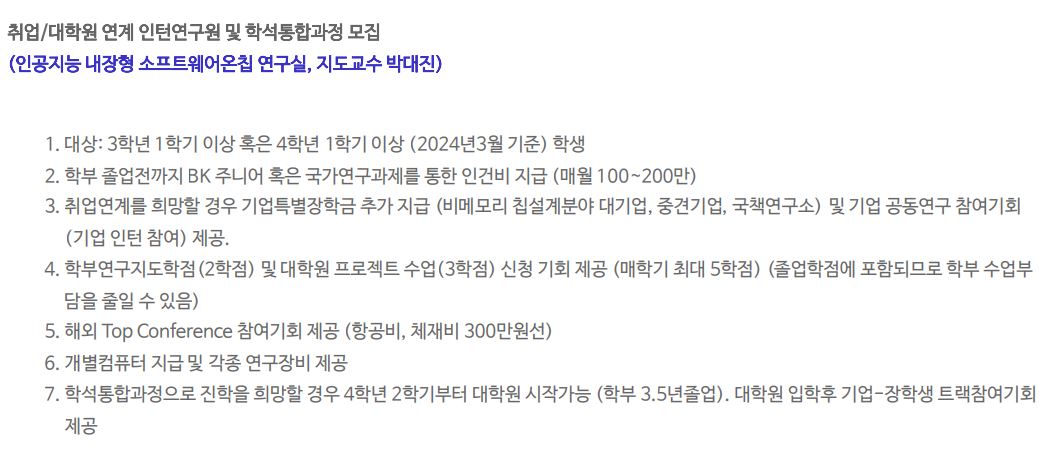 취업/대학원 연계 인턴연구원 및 학석통합과정 모집
(인공지능 내장형 소프트웨어온칩 연구실, 지도교수 박대진)
1. 대상: 3학년 1학기 이상 혹은 4학년 1학기 이상 (2024년3월 기준) 학생
2. 학부 졸업전까지 BK 주니어 혹은 국가연구과제를 통한 인건비 지급 (매월 100~200만)
3. 취업연계를 희망할 경우 기업특별장학금 추가 지급 (비메모리 칩설계분야 대기업, 중견기업, 국책연구소) 및 기업 공동연구 참여기회
(기업 인턴 참여) 제공.
4. 학부연구지도학점(2학점) 및 대학원 프로젝트 수업(3학점) 신청 기회 제공 (매학기 최대 5학점) (졸업학점에 포함되므로 학부 수업부
담을 줄일 수 있음)
5. 해외 Top Conference 참여기회 제공 (항공비, 체재비 300만원선)
6. 개별컴퓨터 지급 및 각종 연구장비 제공
7. 학석통합과정으로 진학을 희망할 경우 4학년 2학기부터 대학원 시작가능 (학부 3.5년졸업). 대학원 입학후 기업-장학생 트랙참여기회
제공